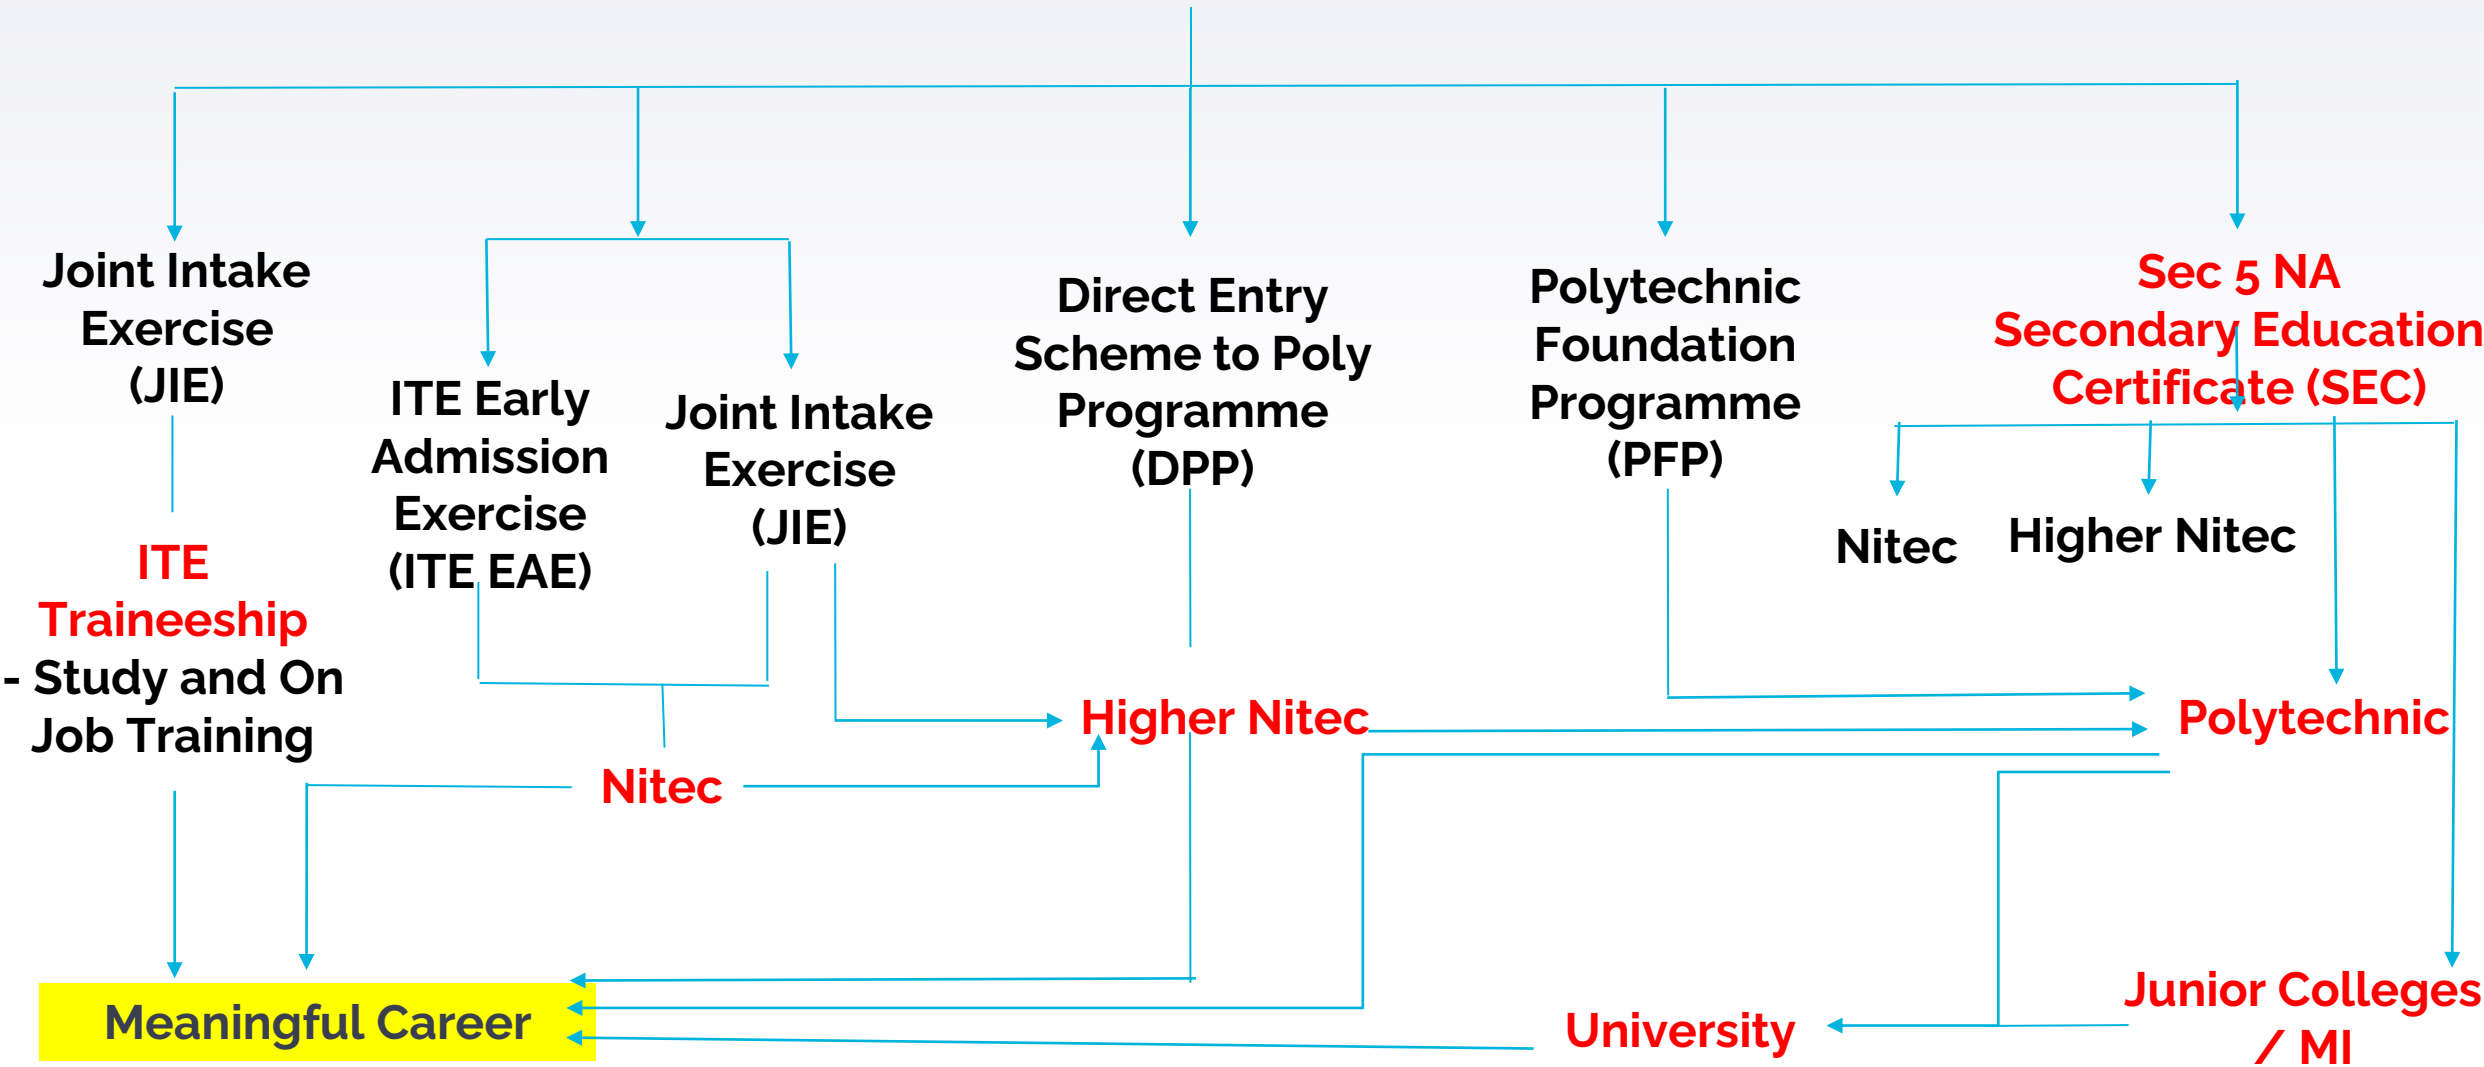 Joint Intake
Exercise
(JIE)
ITE
Traineeship
- Study and On
Job Training
ITE Early
Admission
Exercise
(ITE EAE)
Joint Intake
Exercise
(JIE)
Nitec
Direct Entry
Scheme to Poly
Programme
(DPP)
Higher Nitec
Polytechnic
Foundation
Programme
(PFP)
Sec 5 NA
Secondary Education
Certificate (SEC)
Nitec
Higher Nitec
Polytechnic
Junior Colleges
/ MI
University
Meaningful Career